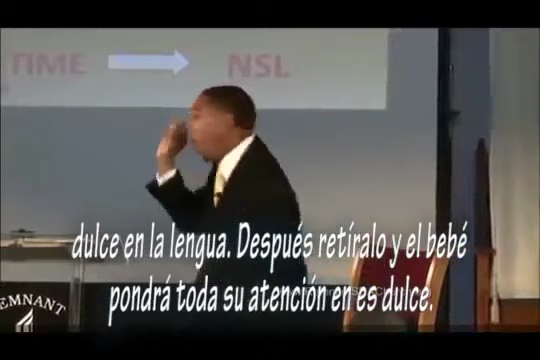 TIME NSL
dulce en la lengua. Después retíralo y el bebé
pondrá toda su atención en es dulce.
EMNANT